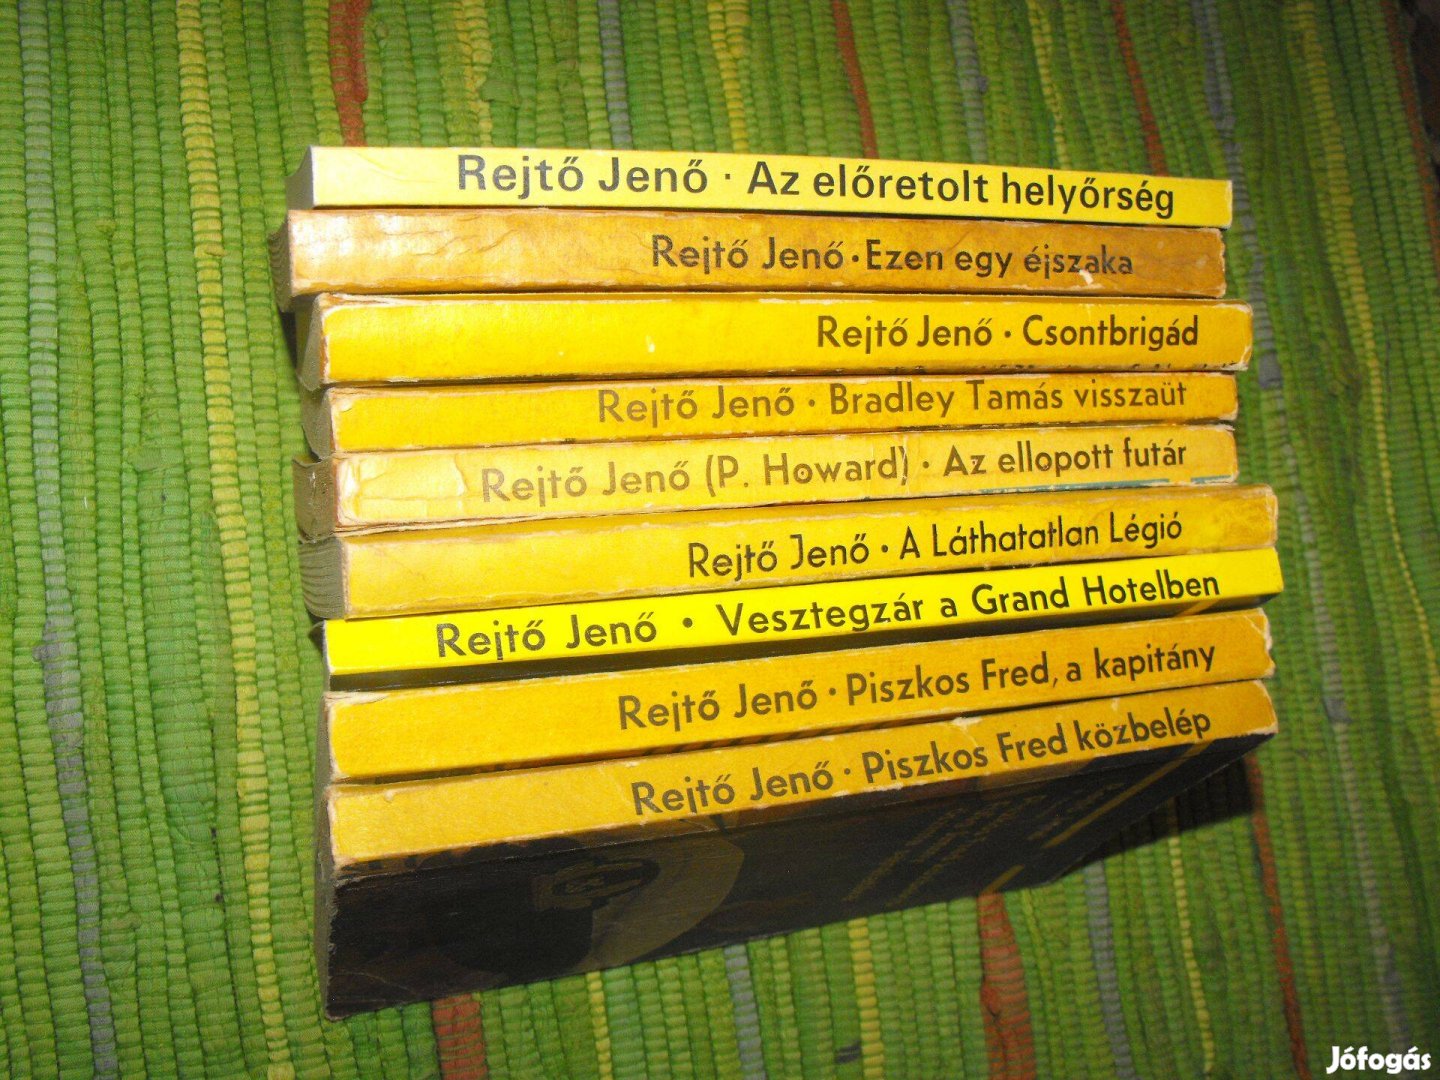 Rejtő Jenő · Az előretolt helyőrség
Rejtő Jenő · Ezen egy éjszaka
Rejtő Jenő · Csontbrigád
Rejtő Jenő · Bradley Tamás visszaüt
Rejtő Jenő (P. Howard) · Az ellopott futár
Rejtő Jenő · A Láthatatlan Légió
Rejtő Jenő · Vesztegzár a Grand Hotelben
Rejtő Jenő · Piszkos Fred, a kapitány
Rejtő Jenő · Piszkos Fred közbelép
Jófogás